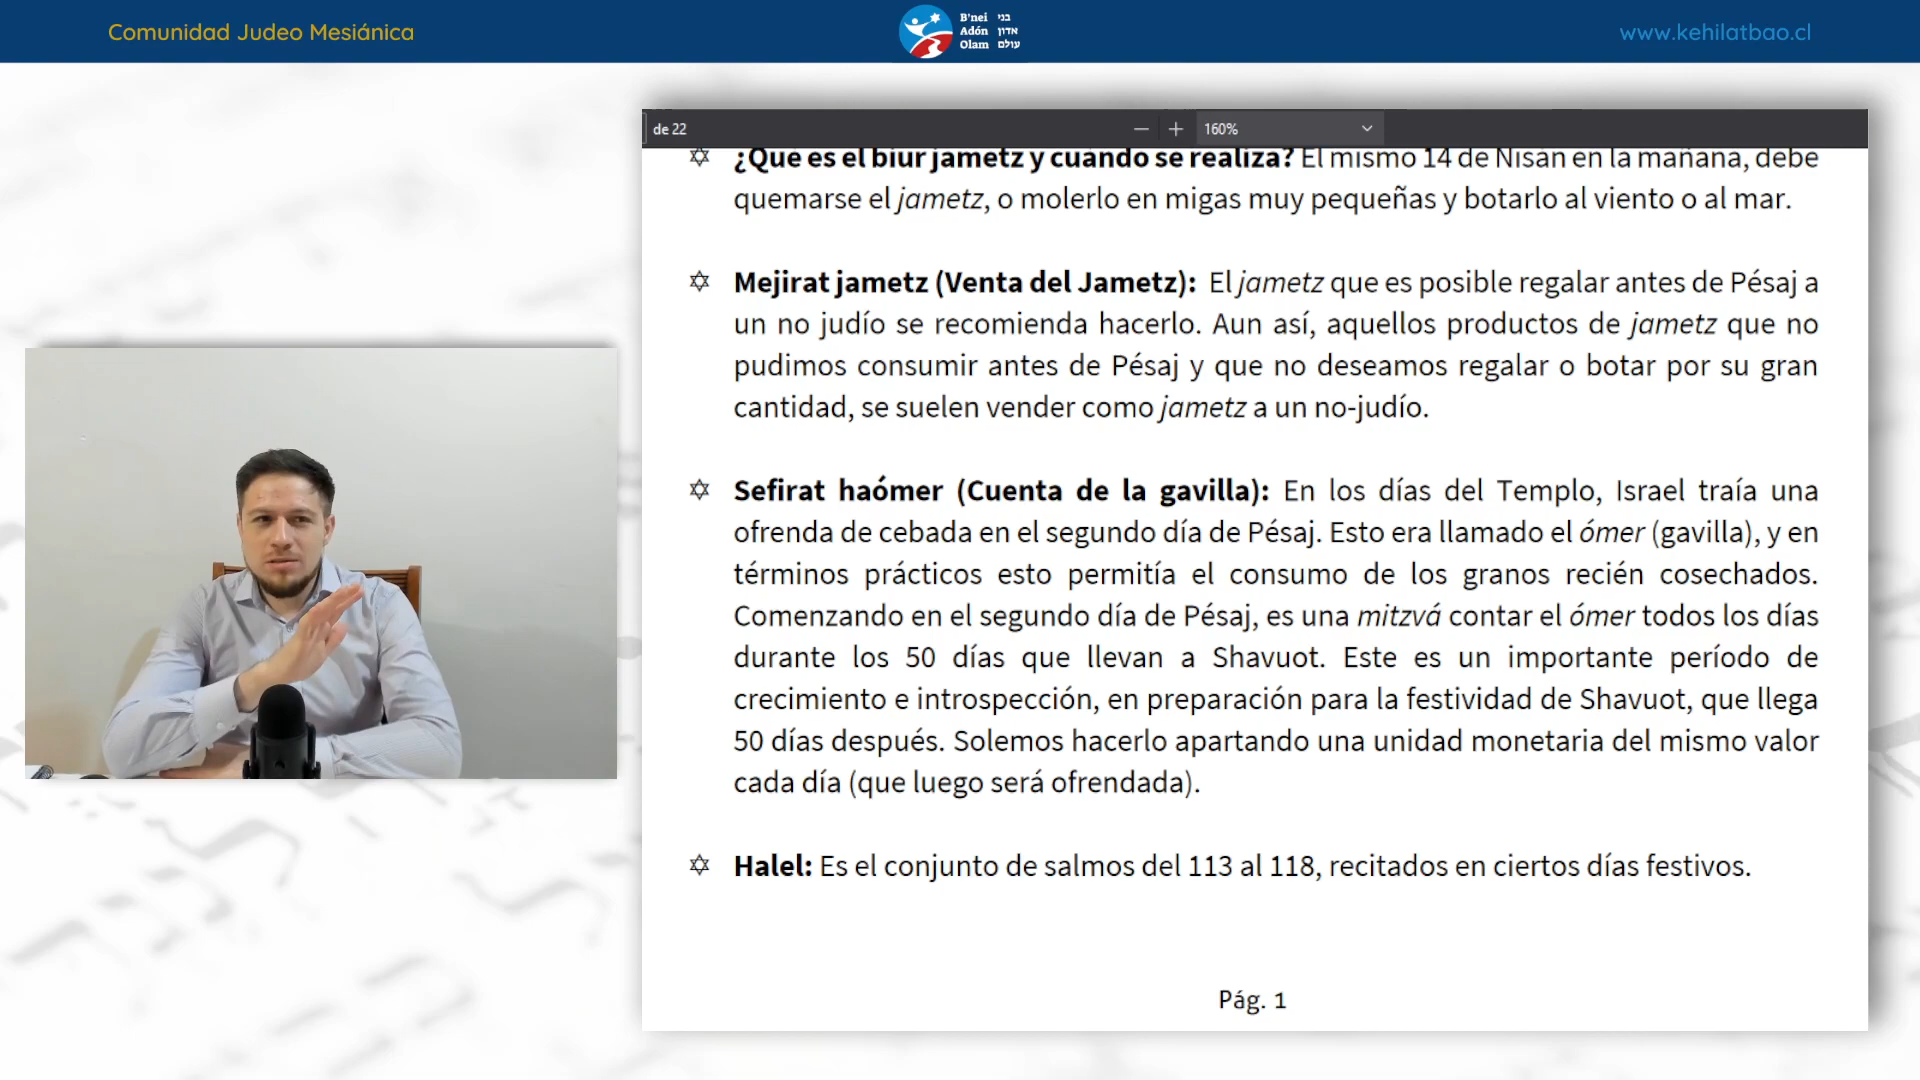 Comunidad Judeo Mesiánica
B'nei בני
Adón אדון
Olam עולם
www.kehilatbao.cl
de 22
160%
¿Qué es el biur jametz y cuándo se realiza? El mismo 14 de Nisán en la mañana, debe
quemarse el jametz, o molerlo en migas muy pequeñas y botarlo al viento o al mar.
Mejirat jametz (Venta del Jametz): El jametz que es posible regalar antes de Pésaj a
un no judío se recomienda hacerlo. Aun así, aquellos productos de jametz que no
pudimos consumir antes de Pésaj y que no deseamos regalar o botar por su gran
cantidad, se suelen vender como jametz a un no-judío.
Sefirat haómer (Cuenta de la gavilla): En los días del Templo, Israel traía una
ofrenda de cebada en el segundo día de Pésaj. Esto era llamado el ómer (gavilla), y en
términos prácticos esto permitía el consumo de los granos recién cosechados.
Comenzando en el segundo día de Pésaj, es una mitzvá contar el ómer todos los días
durante los 50 días que llevan a Shavuot. Este es un importante período de
crecimiento e introspección, en preparación para la festividad de Shavuot, que llega
50 días después. Solemos hacerlo apartando una unidad monetaria del mismo valor
cada día (que luego será ofrendada).
Halel: Es el conjunto de salmos del 113 al 118, recitados en ciertos días festivos.
Pág. 1